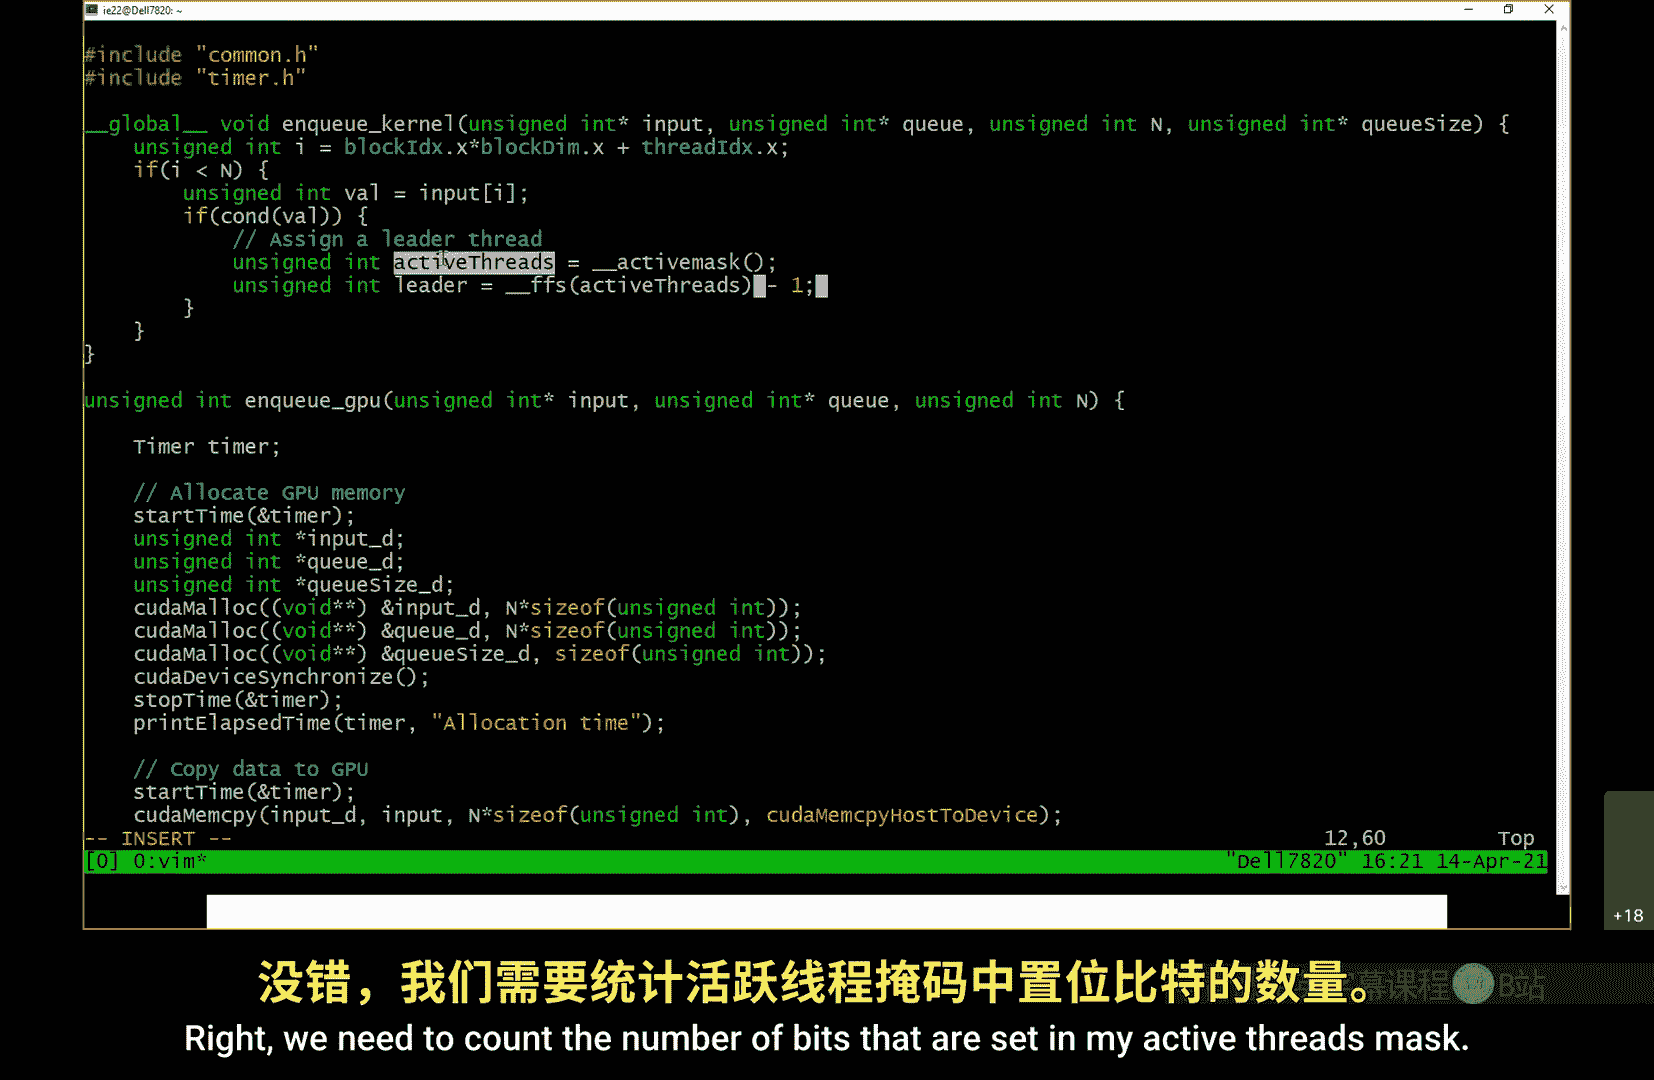 ie22@Dell7820: ~
#include "common.h"
#include "timer.h"
__global__ void enqueue_kernel(unsigned int* input, unsigned int* queue, unsigned int N, unsigned int* queueSize) {
unsigned int i = blockIdx.x*blockDim.x + threadIdx.x;
if(i < N) {
unsigned int val = input[i];
if(cond(val)) {
// Assign a leader thread
unsigned int activeThreads = __activemask();
unsigned int leader = __ffs(activeThreads) - 1;
}
}
}
unsigned int enqueue_gpu(unsigned int* input, unsigned int* queue, unsigned int N) {
Timer timer;
// Allocate GPU memory
startTime(&timer);
unsigned int *input_d;
unsigned int *queue_d;
unsigned int *queueSize_d;
cudaMalloc((void**) &input_d, N*sizeof(unsigned int));
cudaMalloc((void**) &queue_d, N*sizeof(unsigned int));
cudaMalloc((void**) &queueSize_d, sizeof(unsigned int));
cudaDeviceSynchronize();
stopTime(&timer);
printElapsedTime(timer, "Allocation time");
// Copy data to GPU
startTime(&timer);
cudaMemcpy(input_d, input, N*sizeof(unsigned int), cudaMemcpyHostToDevice);
-- INSERT -- 12,60 Top
[0] 0:vim* "Dell7820" 16:21 14-Apr-21
+18
没错，我们需要统计活跃线程掩码中置位比特的数量。
课程 B站
Right, we need to count the number of bits that are set in my active threads mask.